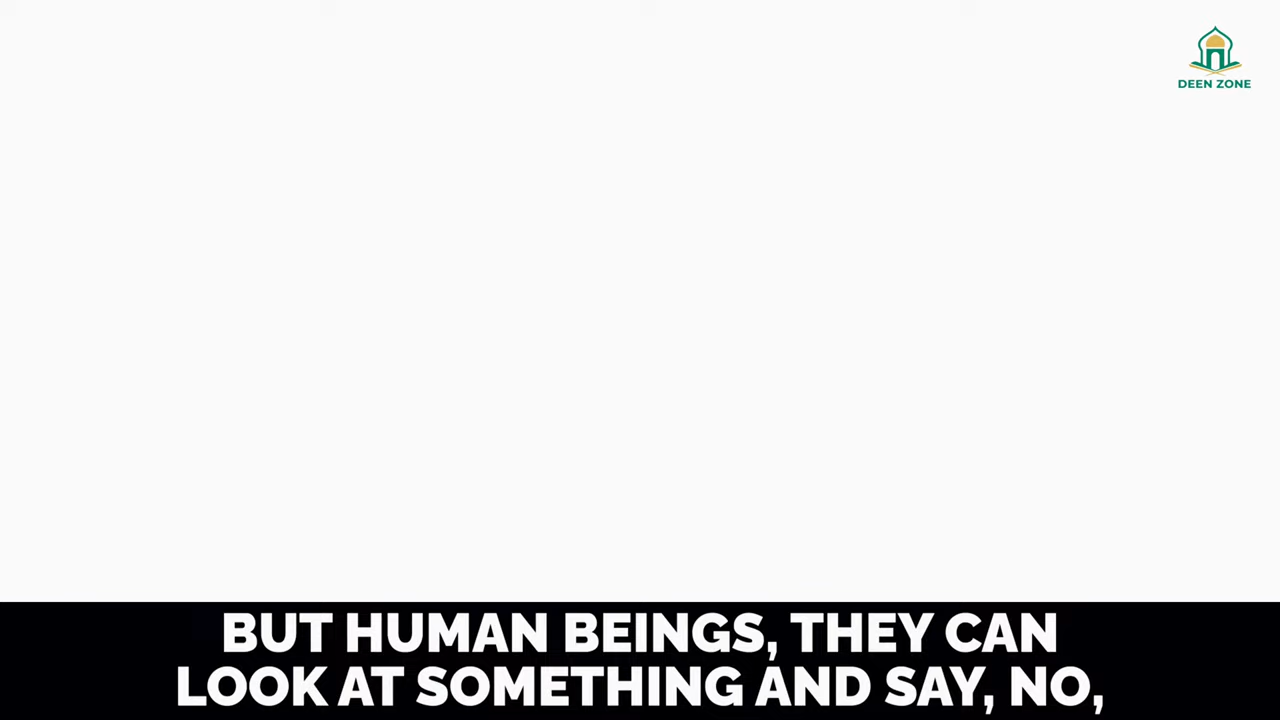 DEEN ZONE
BUT HUMAN BEINGS, THEY CAN
LOOK AT SOMETHING AND SAY, NO,